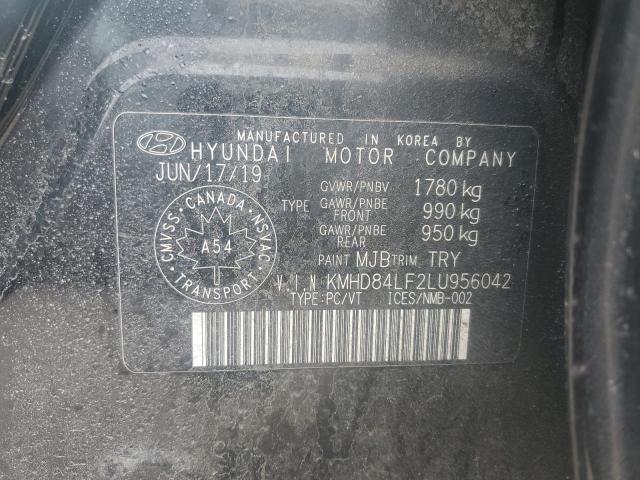 MANUFACTURED IN KOREA BY
HYUNDAI MOTOR COMPANY
JUN/17/19
GVWR/PNBV 1780 kg
TYPE GAWR/PNBE FRONT 990 kg
GAWR/PNBE REAR 950 kg
PAINT MJB TRIM TRY
CMVSS. CANADA NSVAC
A54
TRANSPORT
V.I.N KMHD84LF2LU956042
TYPE:PC/VT ICES/NMB-002